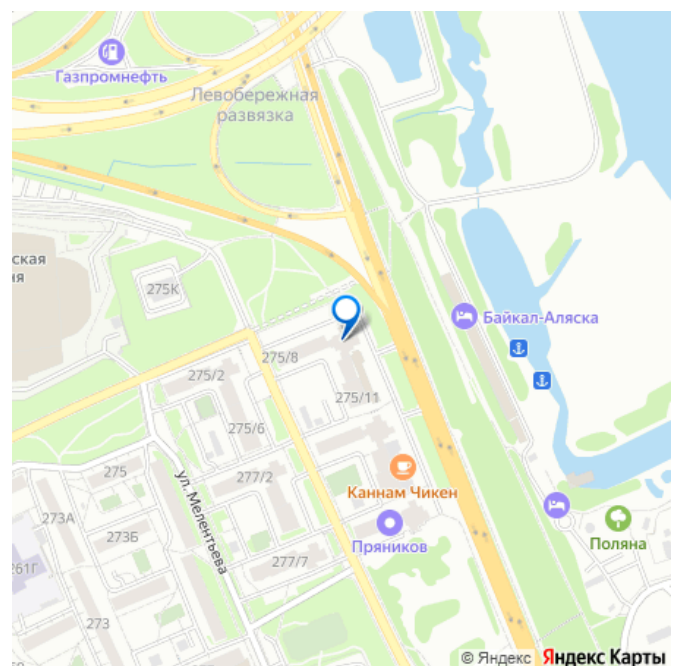 Газпромнефть
Левобережная
развязка
ская
ня
275К
Байкал-Аляска
275/8
275/2
275/11
275/6
275
277/2
ул. Мелентьева
Каннам Чикен
273А
273Б
Пряников
Поляна
261Г
277/7
273
© Яндекс Яндекс Карты